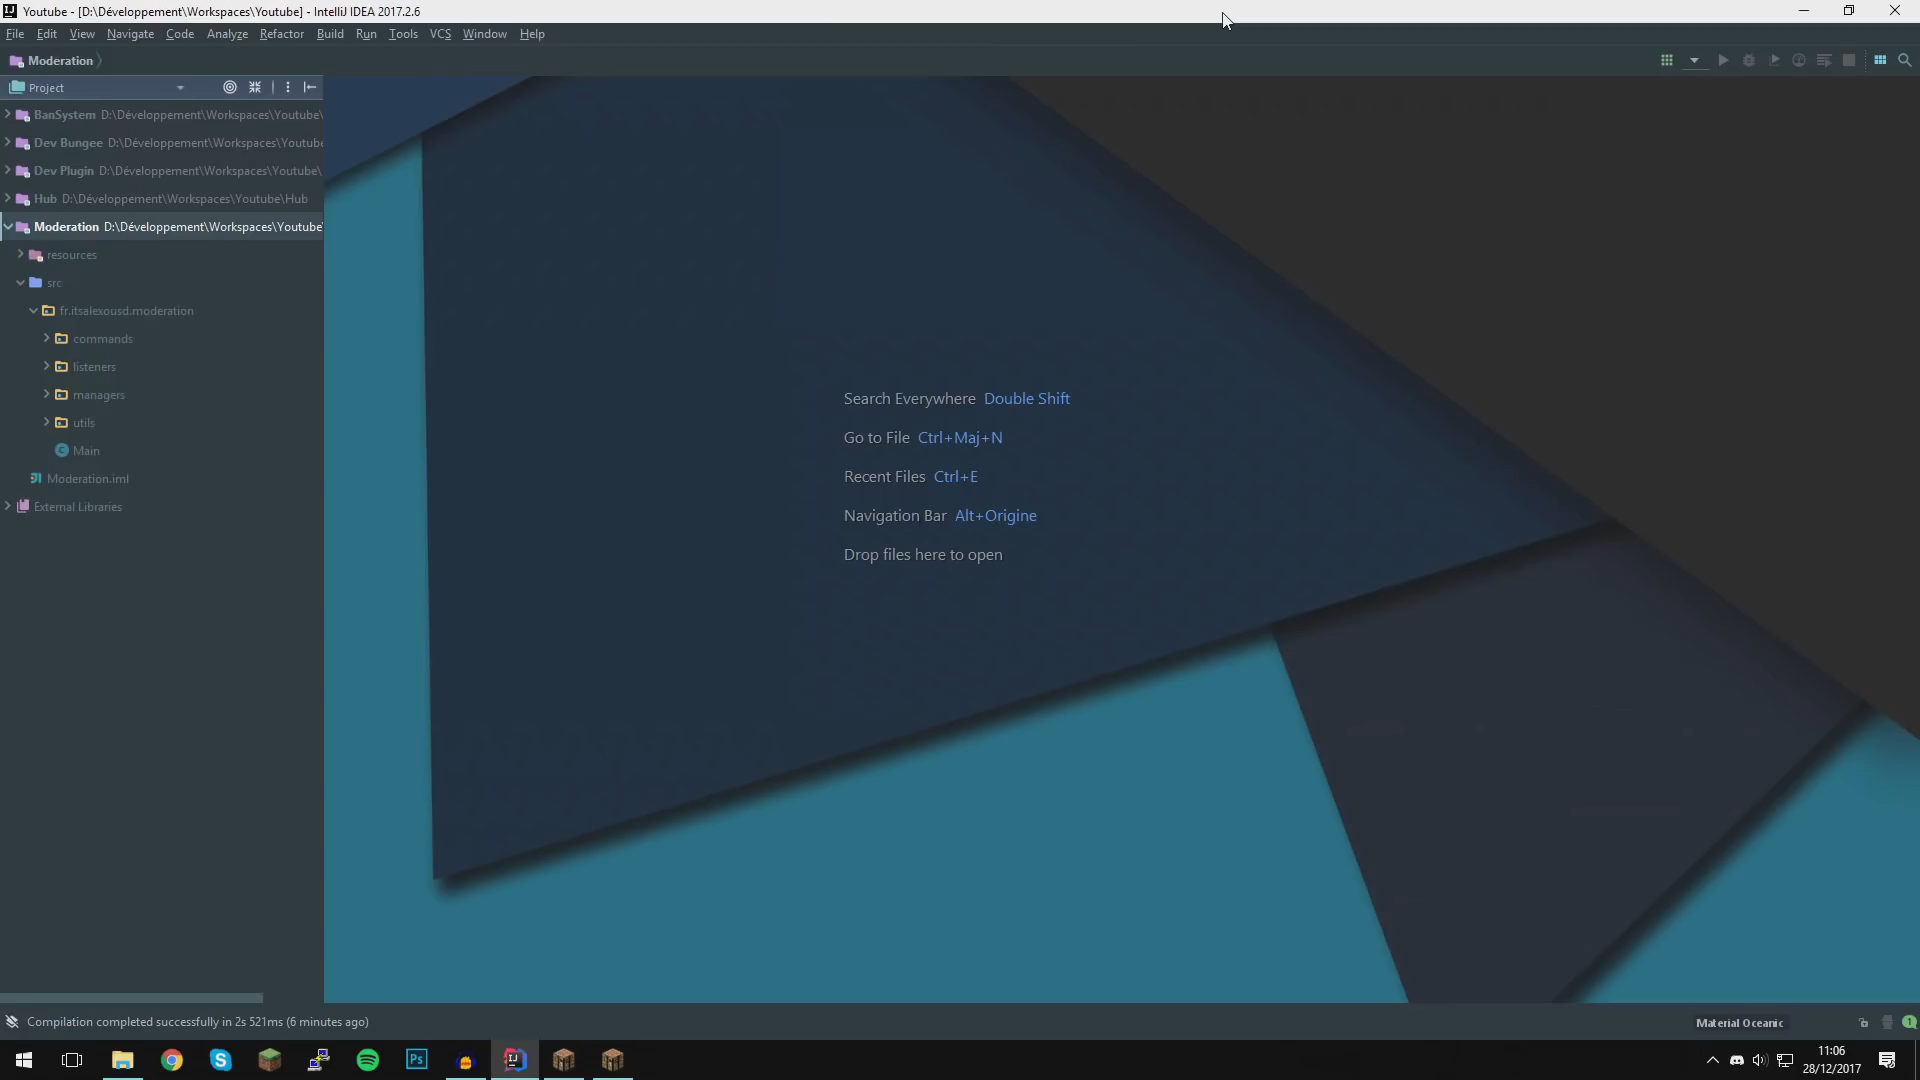 Youtube - [D:\Développement\Workspaces\Youtube] - IntelliJ IDEA 2017.2.6
File Edit View Navigate Code Analyze Refactor Build Run Tools VCS Window Help
Moderation
Project
BanSystem D:\Développement\Workspaces\Youtube\
Dev Bungee D:\Développement\Workspaces\Youtube
Dev Plugin D:\Développement\Workspaces\Youtube\
Hub D:\Développement\Workspaces\Youtube\Hub
Moderation D:\Développement\Workspaces\Youtube\
resources
src
fr.itsalexousd.moderation
commands
listeners
managers
utils
Main
Moderation.iml
External Libraries
Search Everywhere Double Shift
Go to File Ctrl+Maj+N
Recent Files Ctrl+E
Navigation Bar Alt+Origine
Drop files here to open
Compilation completed successfully in 2s 521ms (6 minutes ago)
Material Oceanic
1
Ps
IJ
11:06
28/12/2017